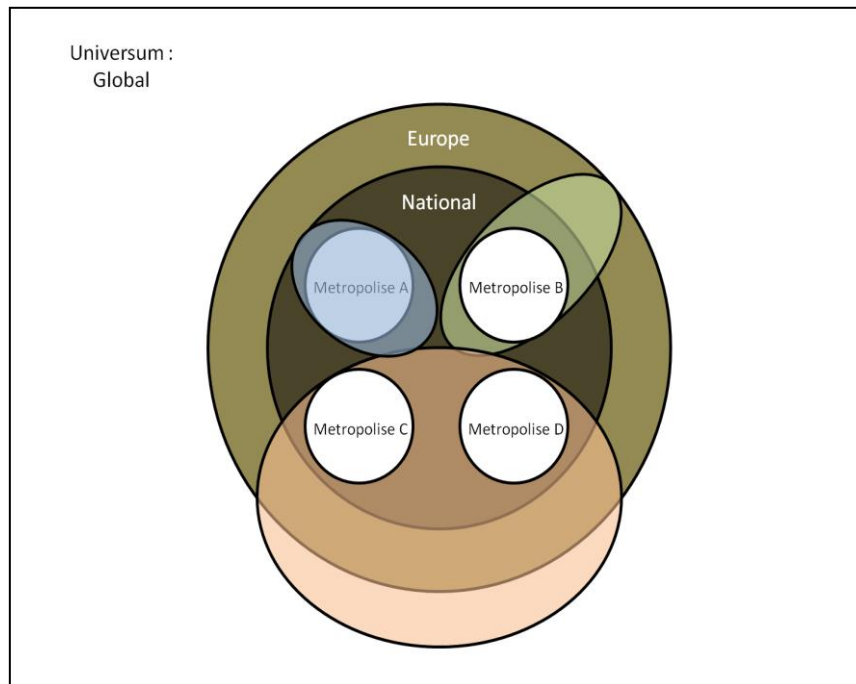 Universum :
Global
Europe
National
Metropolise A
Metropolise B
Metropolise C
Metropolise D